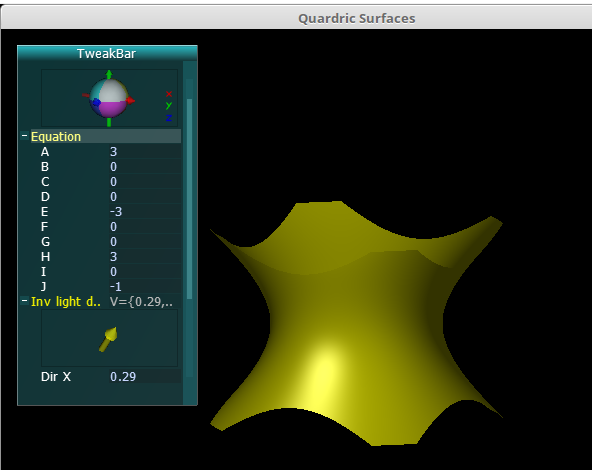 Quardric Surfaces
TweakBar
x
y
z
Equation
A 3
B 0
C 0
D 0
E -3
F 0
G 0
H 3
I 0
J -1
Inv light d.. V={0.29,..
Dir X 0.29